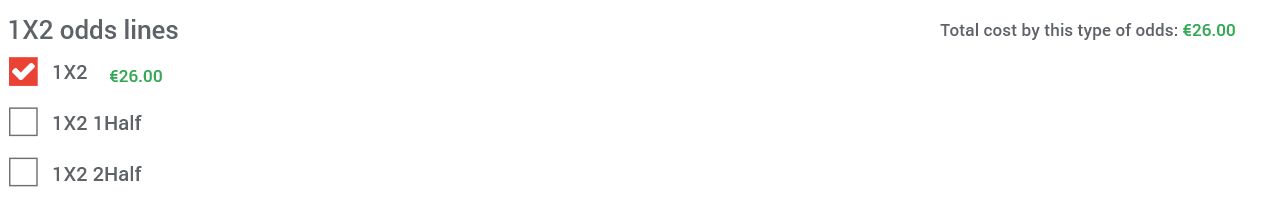 1X2 odds lines
Total cost by this type of odds: €26.00
1X2 €26.00
1X2 1Half
1X2 2Half